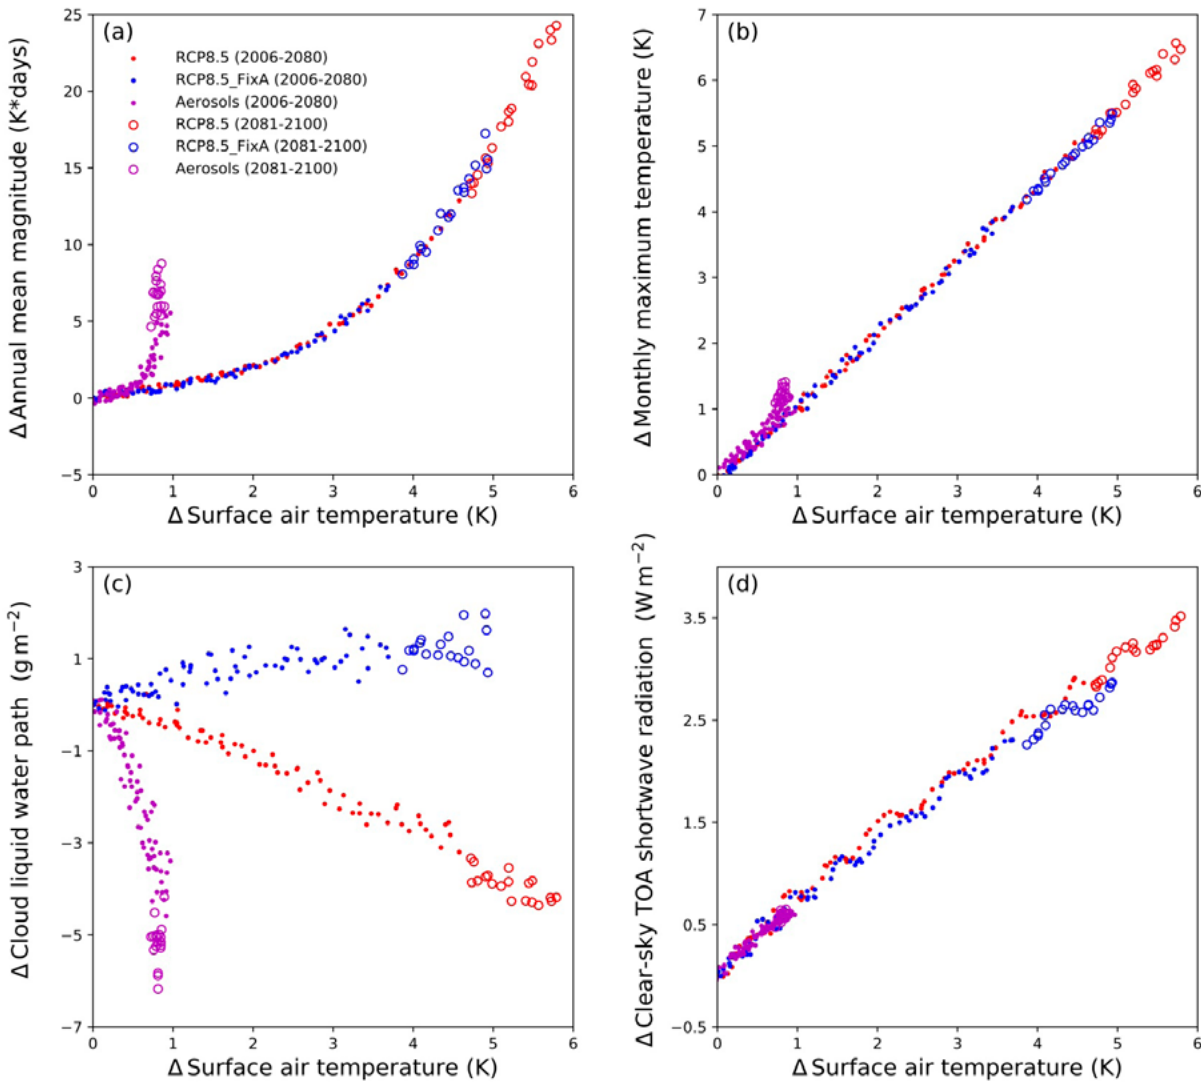 (a)
25
20
15
10
5
0
−5
Δ Annual mean magnitude (K*days)
RCP8.5 (2006-2080)
RCP8.5_FixA (2006-2080)
Aerosols (2006-2080)
RCP8.5 (2081-2100)
RCP8.5_FixA (2081-2100)
Aerosols (2081-2100)
0 1 2 3 4 5 6
Δ Surface air temperature (K)
(b)
7
6
5
4
3
2
1
0
Δ Monthly maximum temperature (K)
0 1 2 3 4 5 6
Δ Surface air temperature (K)
(c)
3
1
−1
−3
−5
−7
Δ Cloud liquid water path (g m⁻²)
0 1 2 3 4 5 6
Δ Surface air temperature (K)
(d)
3.5
2.5
1.5
0.5
−0.5
Δ Clear-sky TOA shortwave radiation (W m⁻²)
0 1 2 3 4 5 6
Δ Surface air temperature (K)